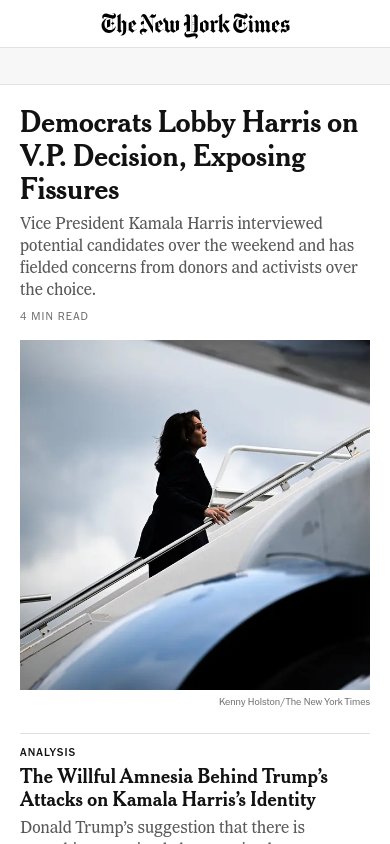 The New York Times
Democrats Lobby Harris on
V.P. Decision, Exposing
Fissures
Vice President Kamala Harris interviewed
potential candidates over the weekend and has
fielded concerns from donors and activists over
the choice.
4 MIN READ
Kenny Holston/The New York Times
ANALYSIS
The Willful Amnesia Behind Trump’s
Attacks on Kamala Harris’s Identity
Donald Trump’s suggestion that there is